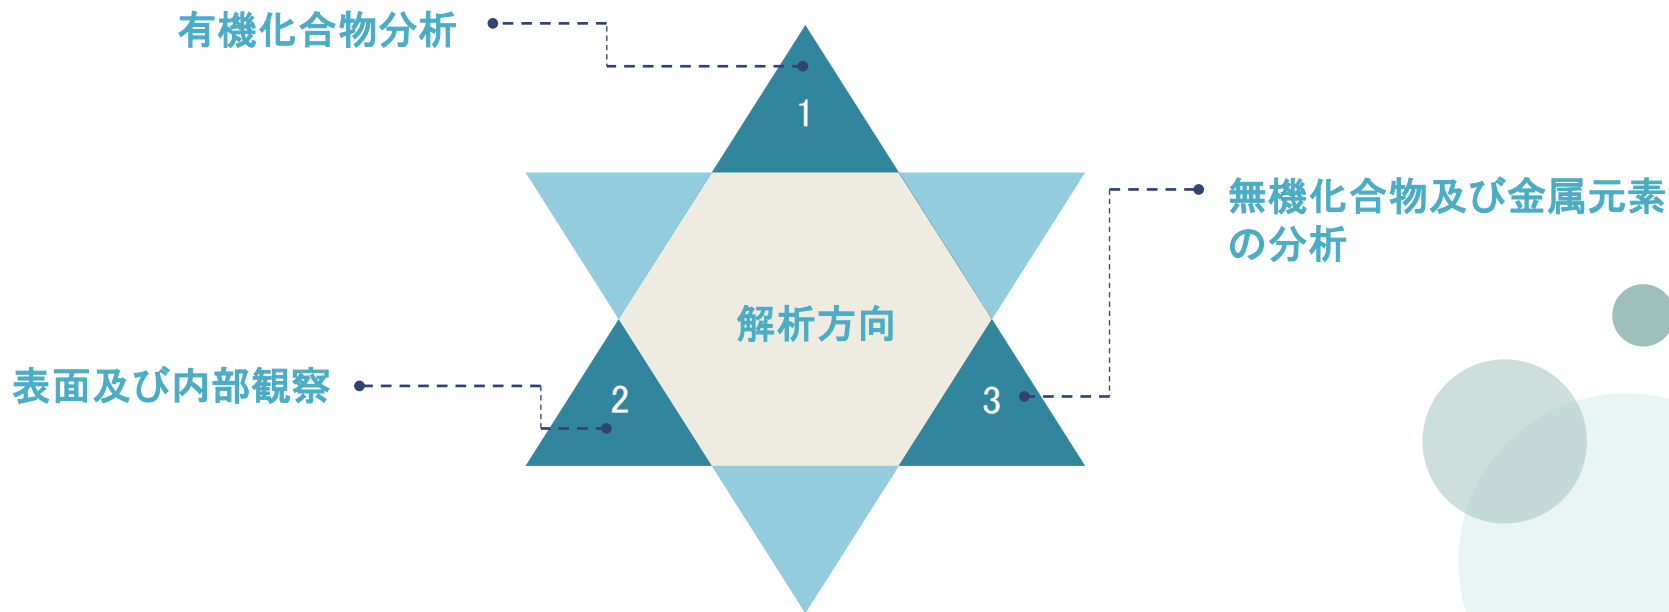 有機化合物分析
1
無機化合物及び金属元素
の分析
解析方向
表面及び内部観察
2
3